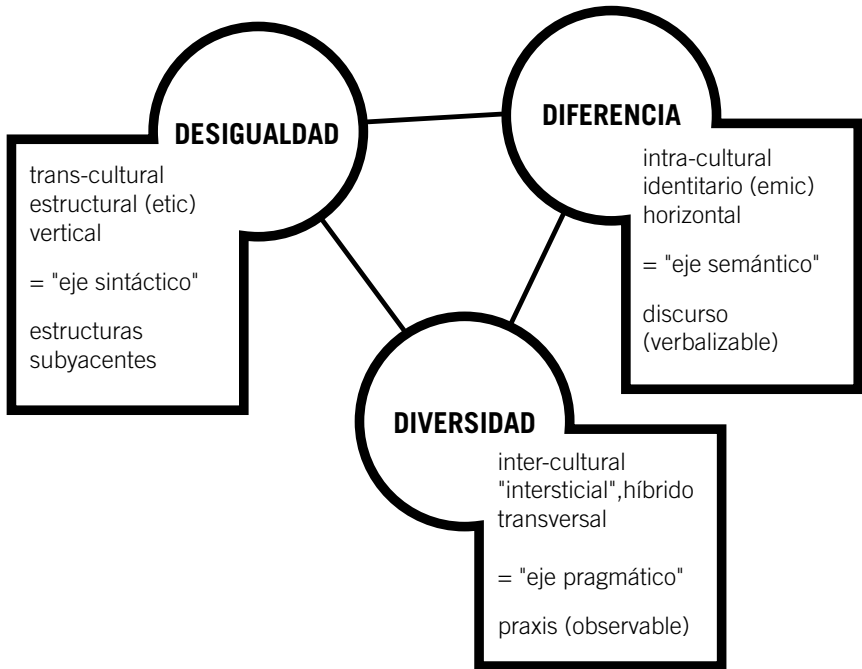 DESIGUALDAD
trans-cultural
estructural (etic)
vertical
= "eje sintáctico"
estructuras
subyacentes
DIFERENCIA
intra-cultural
identitario (emic)
horizontal
= "eje semántico"
discurso
(verbalizable)
DIVERSIDAD
inter-cultural
"intersticial",híbrido
transversal
= "eje pragmático"
praxis (observable)